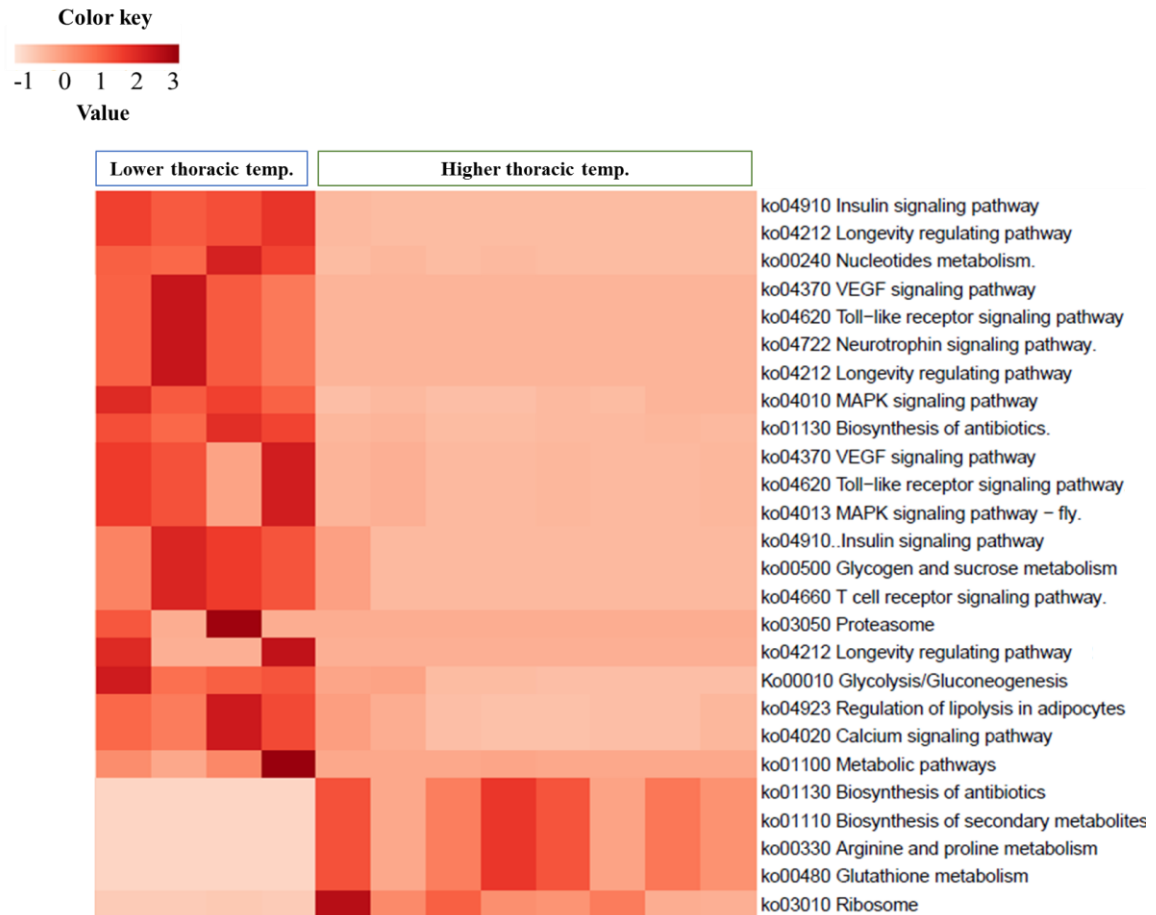 Color key
-1 0 1 2 3
Value
Lower thoracic temp. Higher thoracic temp.
ko04910 Insulin signaling pathway
ko04212 Longevity regulating pathway
ko00240 Nucleotides metabolism.
ko04370 VEGF signaling pathway
ko04620 Toll−like receptor signaling pathway
ko04722 Neurotrophin signaling pathway.
ko04212 Longevity regulating pathway
ko04010 MAPK signaling pathway
ko01130 Biosynthesis of antibiotics.
ko04370 VEGF signaling pathway
ko04620 Toll−like receptor signaling pathway
ko04013 MAPK signaling pathway − fly.
ko04910..Insulin signaling pathway
ko00500 Glycogen and sucrose metabolism
ko04660 T cell receptor signaling pathway.
ko03050 Proteasome
ko04212 Longevity regulating pathway
Ko00010 Glycolysis/Gluconeogenesis
ko04923 Regulation of lipolysis in adipocytes
ko04020 Calcium signaling pathway
ko01100 Metabolic pathways
ko01130 Biosynthesis of antibiotics
ko01110 Biosynthesis of secondary metabolites
ko00330 Arginine and proline metabolism
ko00480 Glutathione metabolism
ko03010 Ribosome